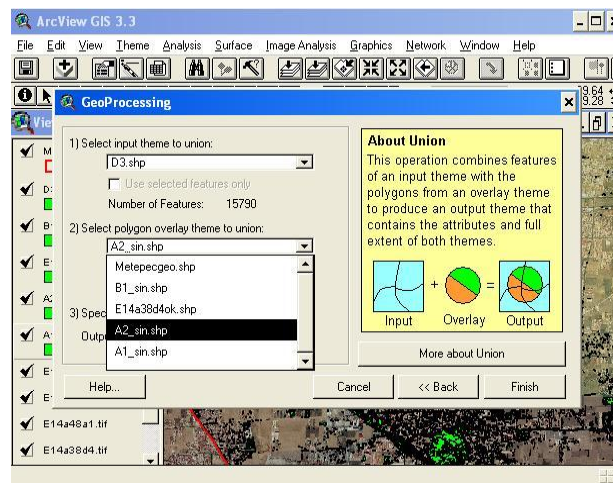 ArcView GIS 3.3
File Edit View Theme Analysis Surface Image Analysis Graphics Network Window Help
GeoProcessing
1) Select input theme to union:
D3.shp
Use selected features only
Number of Features: 15790
2) Select polygon overlay theme to union:
A2_sin.shp
Metepecgeo.shp
B1_sin.shp
E14a38d4ok.shp
A2_sin.shp
A1_sin.shp
3) Spec
Outpu
About Union
This operation combines features
of an input theme with the
polygons from an overlay theme
to produce an output theme that
contains the attributes and full
extent of both themes.
+ =
Input Overlay Output
More about Union
Help... Cancel << Back Finish
E14a48a1.tif
E14a38d4.tif